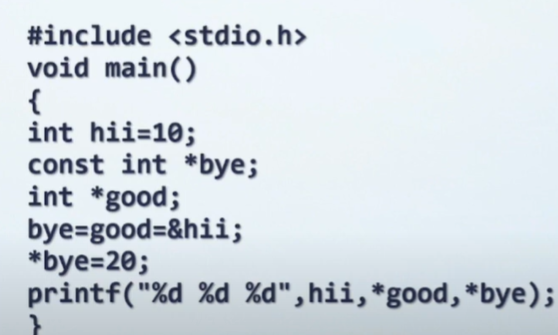 #include <stdio.h>
void main()
{
int hii=10;
const int *bye;
int *good;
bye=good=&hii;
*bye=20;
printf("%d %d %d",hii,*good,*bye);
}